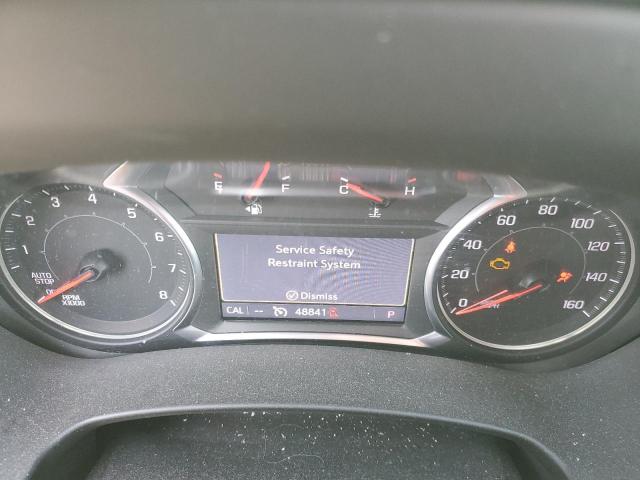 E F C H
1 2 3 4 5 6 7 8
AUTO
STOP
RPM
X1000
Service Safety
Restraint System
Dismiss
CAL -- 48841 P
0 20 40 60 80 100 120 140 160